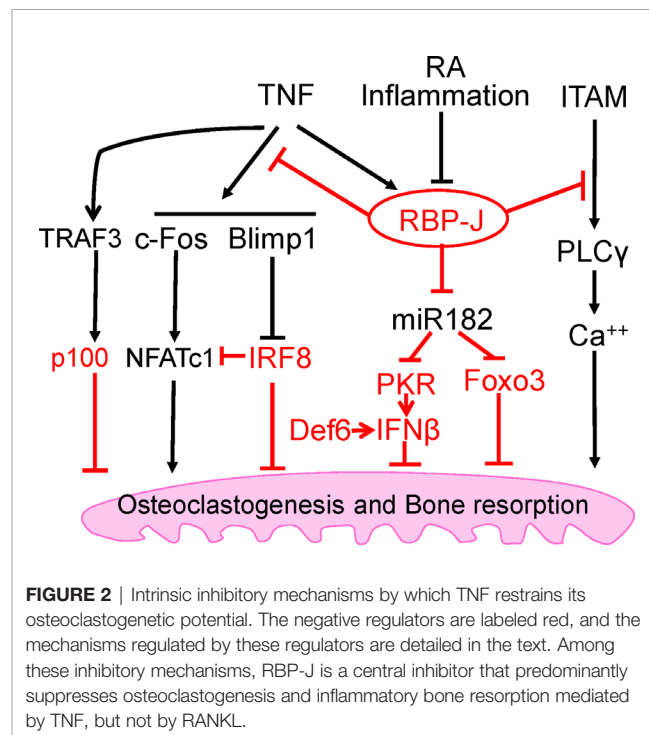 RA
TNF Inflammation ITAM
RBP-J
TRAF3 c-Fos Blimp1
PLCγ
miR182
Ca++
p100 NFATc1 IRF8
PKR Foxo3
Def6 IFNβ
Osteoclastogenesis and Bone resorption
FIGURE 2 | Intrinsic inhibitory mechanisms by which TNF restrains its
osteoclastogenetic potential. The negative regulators are labeled red, and the
mechanisms regulated by these regulators are detailed in the text. Among
these inhibitory mechanisms, RBP-J is a central inhibitor that predominantly
suppresses osteoclastogenesis and inflammatory bone resorption mediated
by TNF, but not by RANKL.